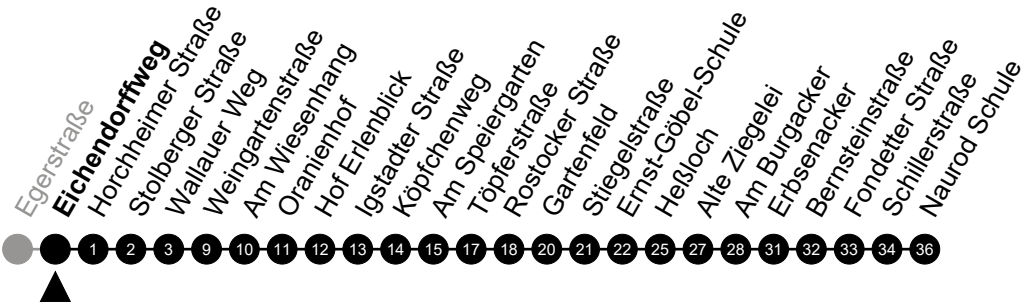 Egerstraße
Eichendorffweg
Horchheimer Straße
Stolberger Straße
Wallauer Weg
Weingartenstraße
Am Wiesenhang
Oranienhof
Hof Erlenblick
Igstadter Straße
Köpfchenweg
Am Speiergarten
Töpferstraße
Rostocker Straße
Gartenfeld
Stiegelstraße
Ernst-Göbel-Schule
Heßloch
Alte Ziegelei
Am Burgacker
Erbsenacker
Bernsteinstraße
Fondetter Straße
Schillerstraße
Naurod Schule
1 2 3 9 10 11 12 13 14 15 17 18 20 21 22 25 27 28 31 32 33 34 36